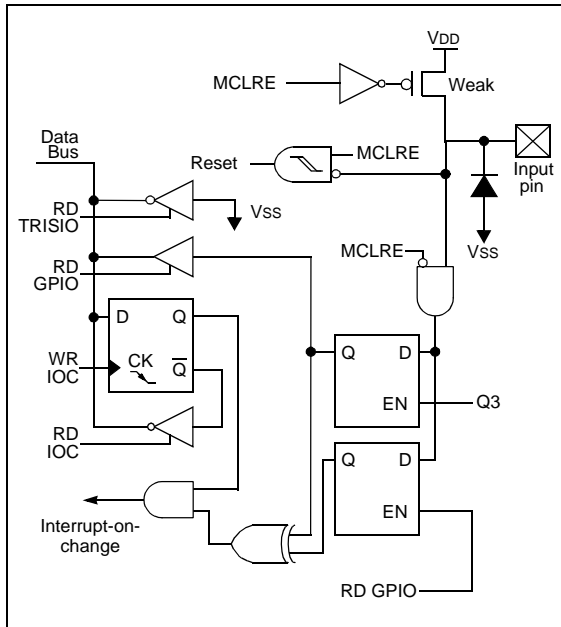 VDD
MCLRE
Weak
Data
Bus
MCLRE
Reset
Input
pin
RD
TRISIO
VSS
VSS
MCLRE
RD
GPIO
D
Q
Q
D
WR
IOC
CK
Q
EN
Q3
RD
IOC
Q
D
EN
Interrupt-on-
change
RD GPIO